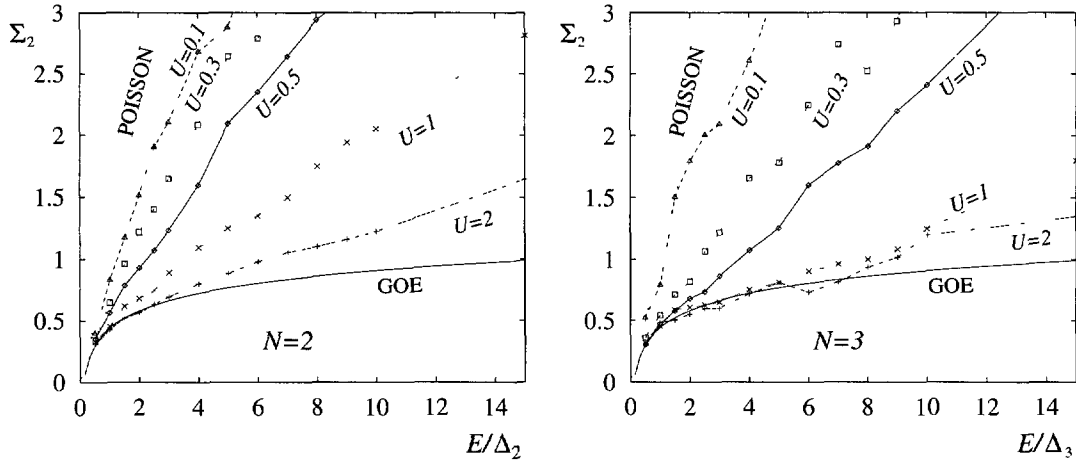 Σ₂
3
2.5
2
1.5
1
0.5
0
POISSON
U=0.1
U=0.3
U=0.5
U=1
U=2
GOE
N=2
0 2 4 6 8 10 12 14
E/Δ₂
Σ₂
3
2.5
2
1.5
1
0.5
0
POISSON
U=0.1
U=0.3
U=0.5
U=1
U=2
GOE
N=3
0 2 4 6 8 10 12 14
E/Δ₃